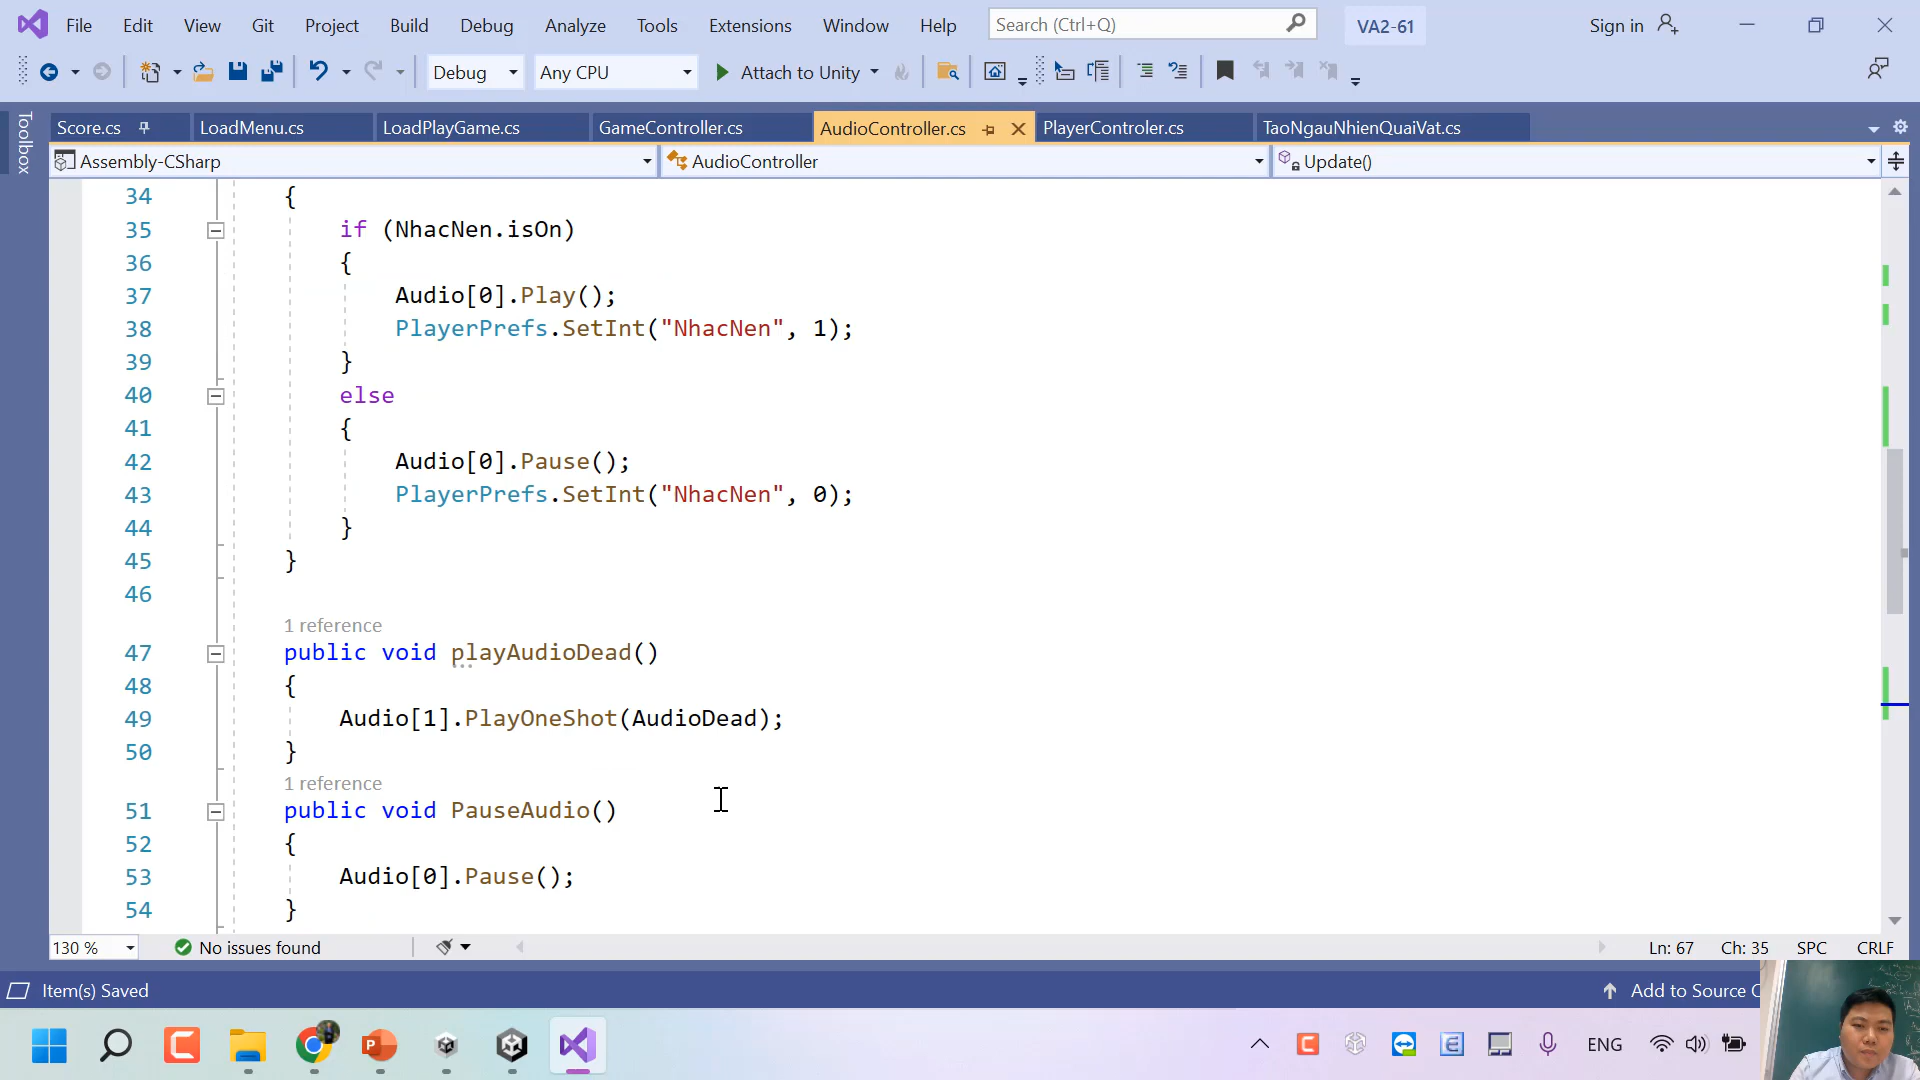 File Edit View Git Project Build Debug Analyze Tools Extensions Window Help Search (Ctrl+Q) VA2-61 Sign in
Debug Any CPU Attach to Unity
Toolbox
Score.cs LoadMenu.cs LoadPlayGame.cs GameController.cs AudioController.cs PlayerControler.cs TaoNgauNhienQuaiVat.cs
Assembly-CSharp AudioController Update()
34 {
35 if (NhacNen.isOn)
36 {
37 Audio[0].Play();
38 PlayerPrefs.SetInt("NhacNen", 1);
39 }
40 else
41 {
42 Audio[0].Pause();
43 PlayerPrefs.SetInt("NhacNen", 0);
44 }
45 }
46
1 reference
47 public void playAudioDead()
48 {
49 Audio[1].PlayOneShot(AudioDead);
50 }
1 reference
51 public void PauseAudio()
52 {
53 Audio[0].Pause();
54 }
130 % No issues found Ln: 67 Ch: 35 SPC CRLF
Item(s) Saved Add to Source C
ENG